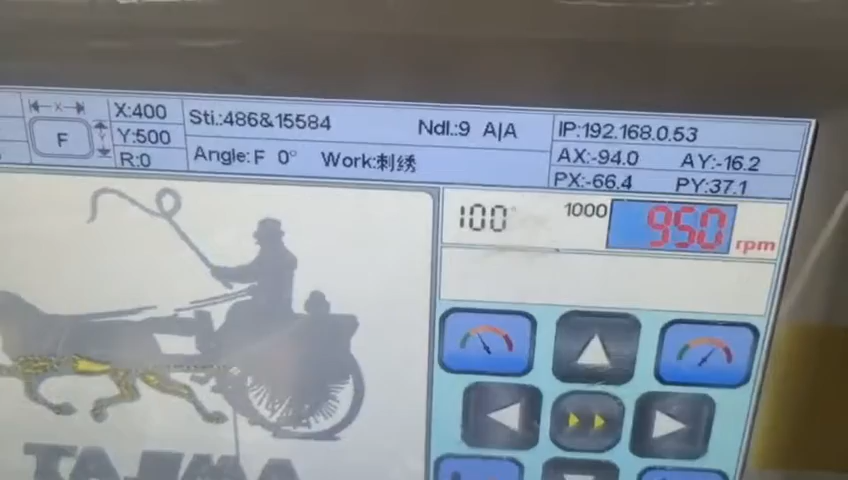 X
F
Y
X:400
Y:500
R:0
Sti.:486&15584
Ndl.:9 A|A
Angle:F 0°
Work:刺绣
IP:192.168.0.53
AX:-94.0 AY:-16.2
PX:-66.4 PY:37.1
100°
1000
950
rpm
TAJIMA